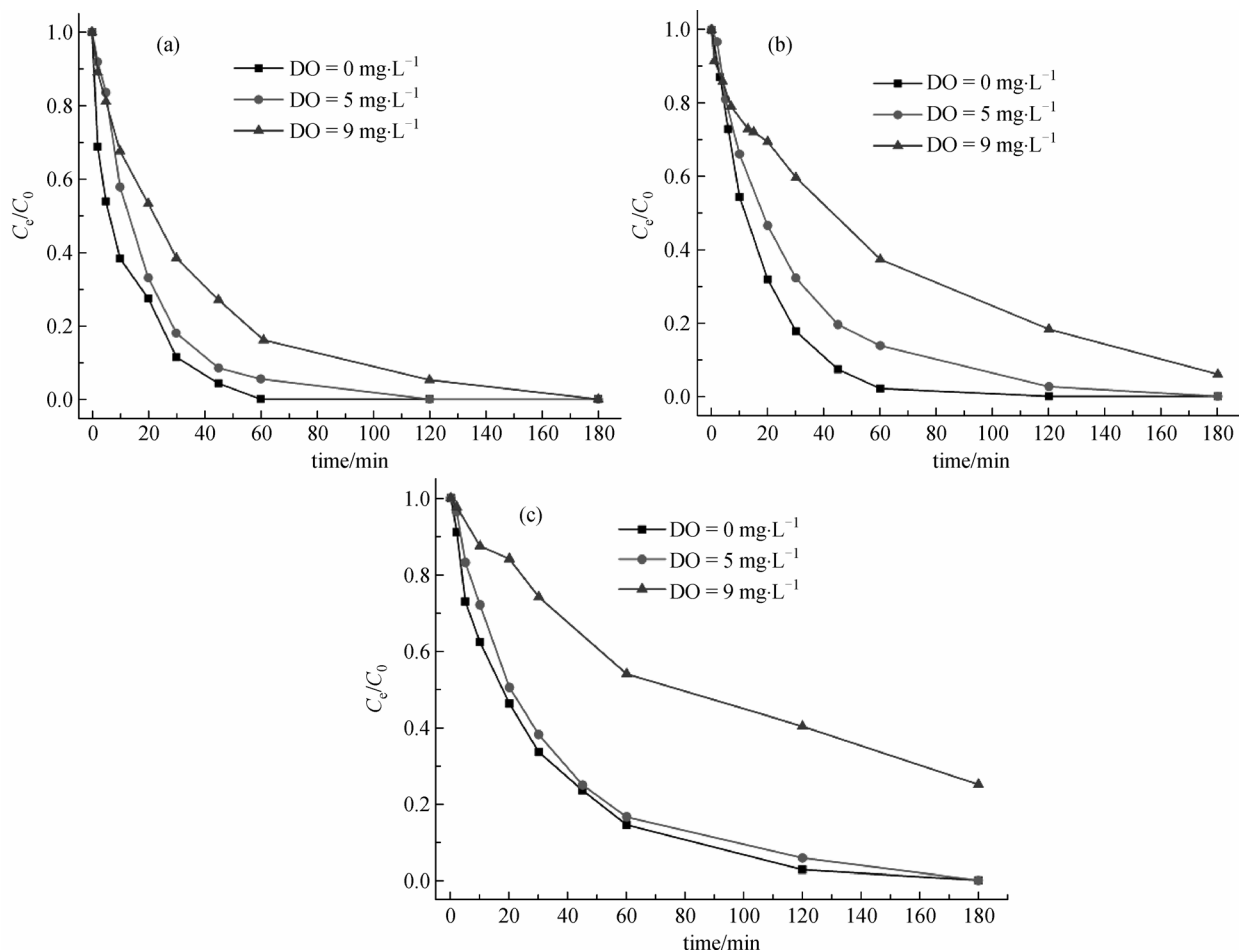 (a)
DO = 0 mg·L⁻¹
DO = 5 mg·L⁻¹
DO = 9 mg·L⁻¹
1.0
0.8
0.6
0.4
0.2
0.0
Cₑ/C₀
0 20 40 60 80 100 120 140 160 180
time/min
(b)
DO = 0 mg·L⁻¹
DO = 5 mg·L⁻¹
DO = 9 mg·L⁻¹
1.0
0.8
0.6
0.4
0.2
0.0
Cₑ/C₀
0 20 40 60 80 100 120 140 160 180
time/min
(c)
DO = 0 mg·L⁻¹
DO = 5 mg·L⁻¹
DO = 9 mg·L⁻¹
1.0
0.8
0.6
0.4
0.2
0.0
Cₑ/C₀
0 20 40 60 80 100 120 140 160 180
time/min